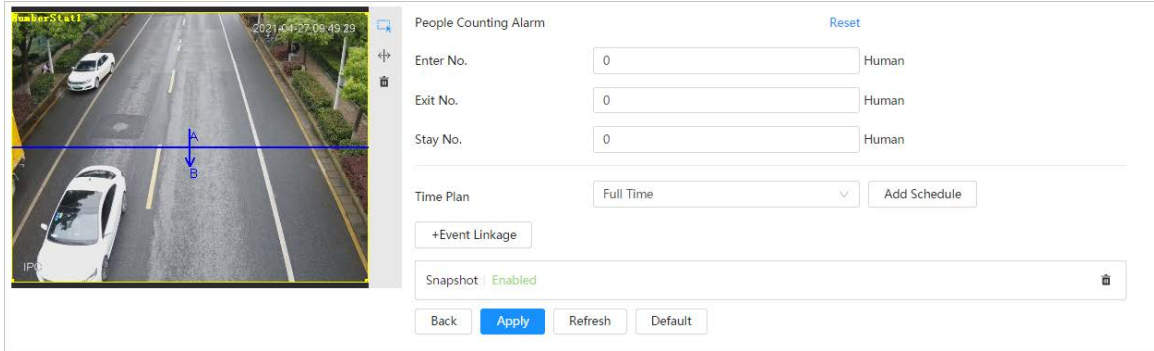 NumberStat1
2021-04-27 09:49:29
A
B
IPC
People Counting Alarm Reset
Enter No. 0 Human
Exit No. 0 Human
Stay No. 0 Human
Time Plan Full Time Add Schedule
+Event Linkage
Snapshot Enabled
Back Apply Refresh Default